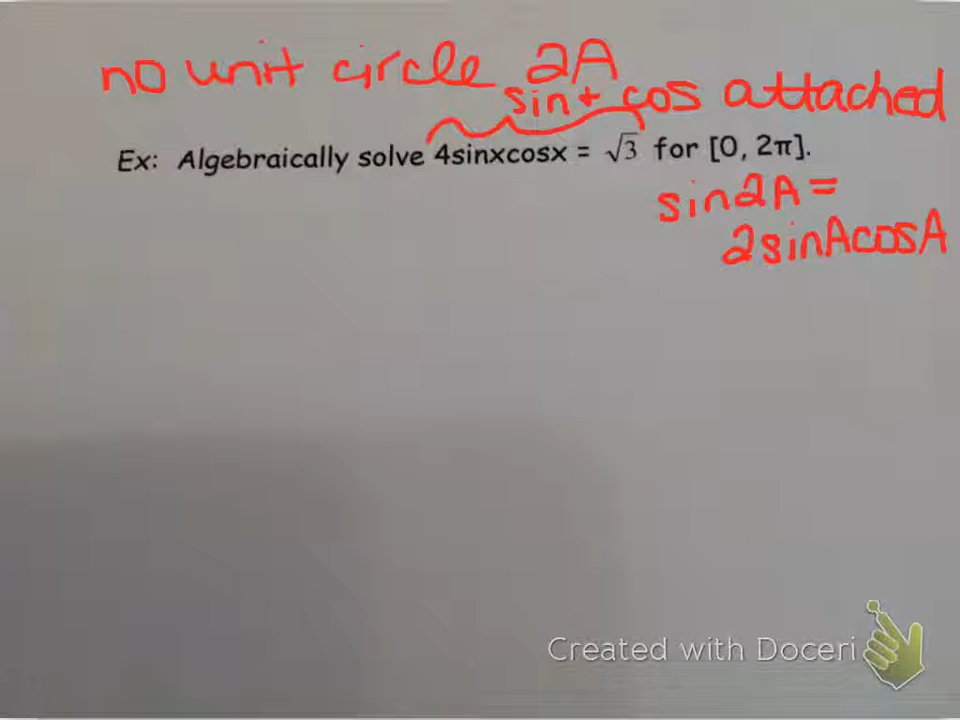 no unit circle 2A
sin + cos attached
Ex: Algebraically solve 4sinxcosx = √3 for [0, 2π].
sin2A =
2sinAcosA
Created with Doceri